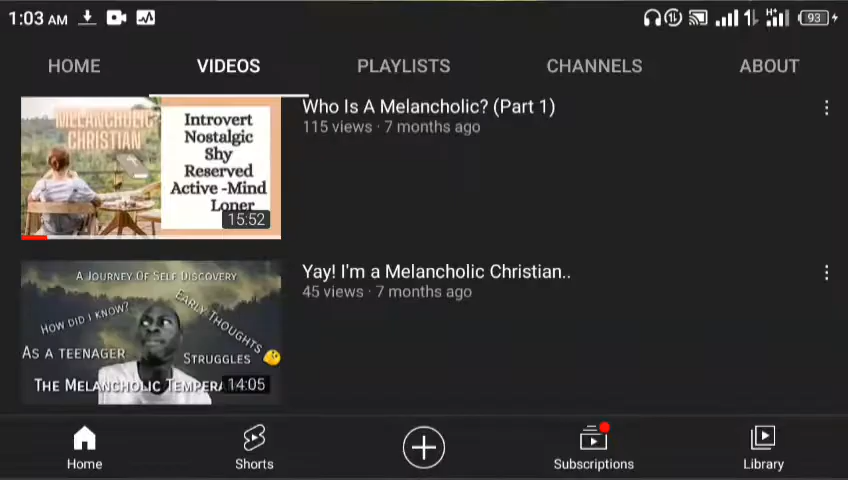 1:03 AM
93
HOME VIDEOS PLAYLISTS CHANNELS ABOUT
MELANCHOLIC
CHRISTIAN
Introvert
Nostalgic
Shy
Reserved
Active -Mind
Loner
15:52
Who Is A Melancholic? (Part 1)
115 views · 7 months ago
A JOURNEY OF SELF DISCOVERY
HOW DID I KNOW?
EARLY THOUGHTS
AS A TEENAGER
STRUGGLES
THE MELANCHOLIC TEMPERA
14:05
Yay! I'm a Melancholic Christian..
45 views · 7 months ago
Home Shorts Subscriptions Library